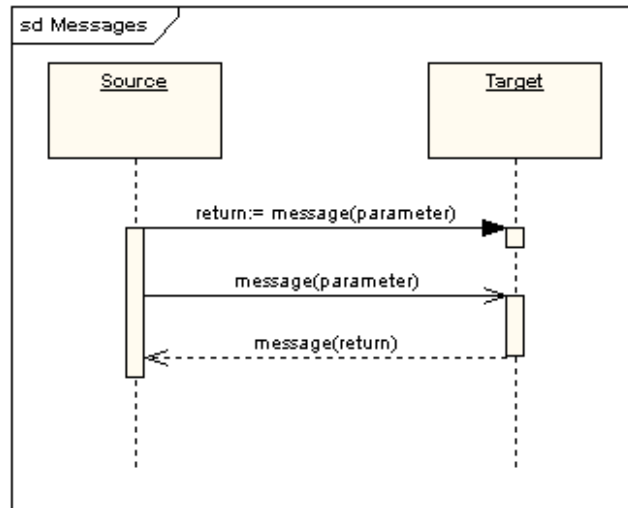 sd Messages
Source
Target
return:= message(parameter)
message(parameter)
message(return)